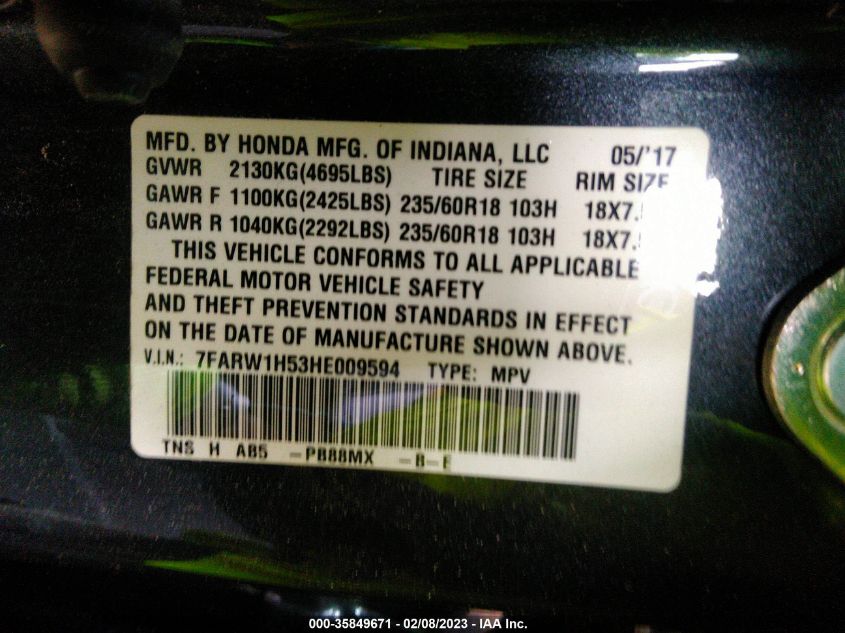 MFD. BY HONDA MFG. OF INDIANA, LLC 05/'17
GVWR 2130KG(4695LBS) TIRE SIZE RIM SIZE
GAWR F 1100KG(2425LBS) 235/60R18 103H 18X7.
GAWR R 1040KG(2292LBS) 235/60R18 103H 18X7.
THIS VEHICLE CONFORMS TO ALL APPLICABLE
FEDERAL MOTOR VEHICLE SAFETY
AND THEFT PREVENTION STANDARDS IN EFFECT
ON THE DATE OF MANUFACTURE SHOWN ABOVE.
V.I.N.: 7FARW1H53HE009594 TYPE: MPV
TNS H AB5 -PB88MX -B-
000-35849671 - 02/08/2023 - IAA Inc.